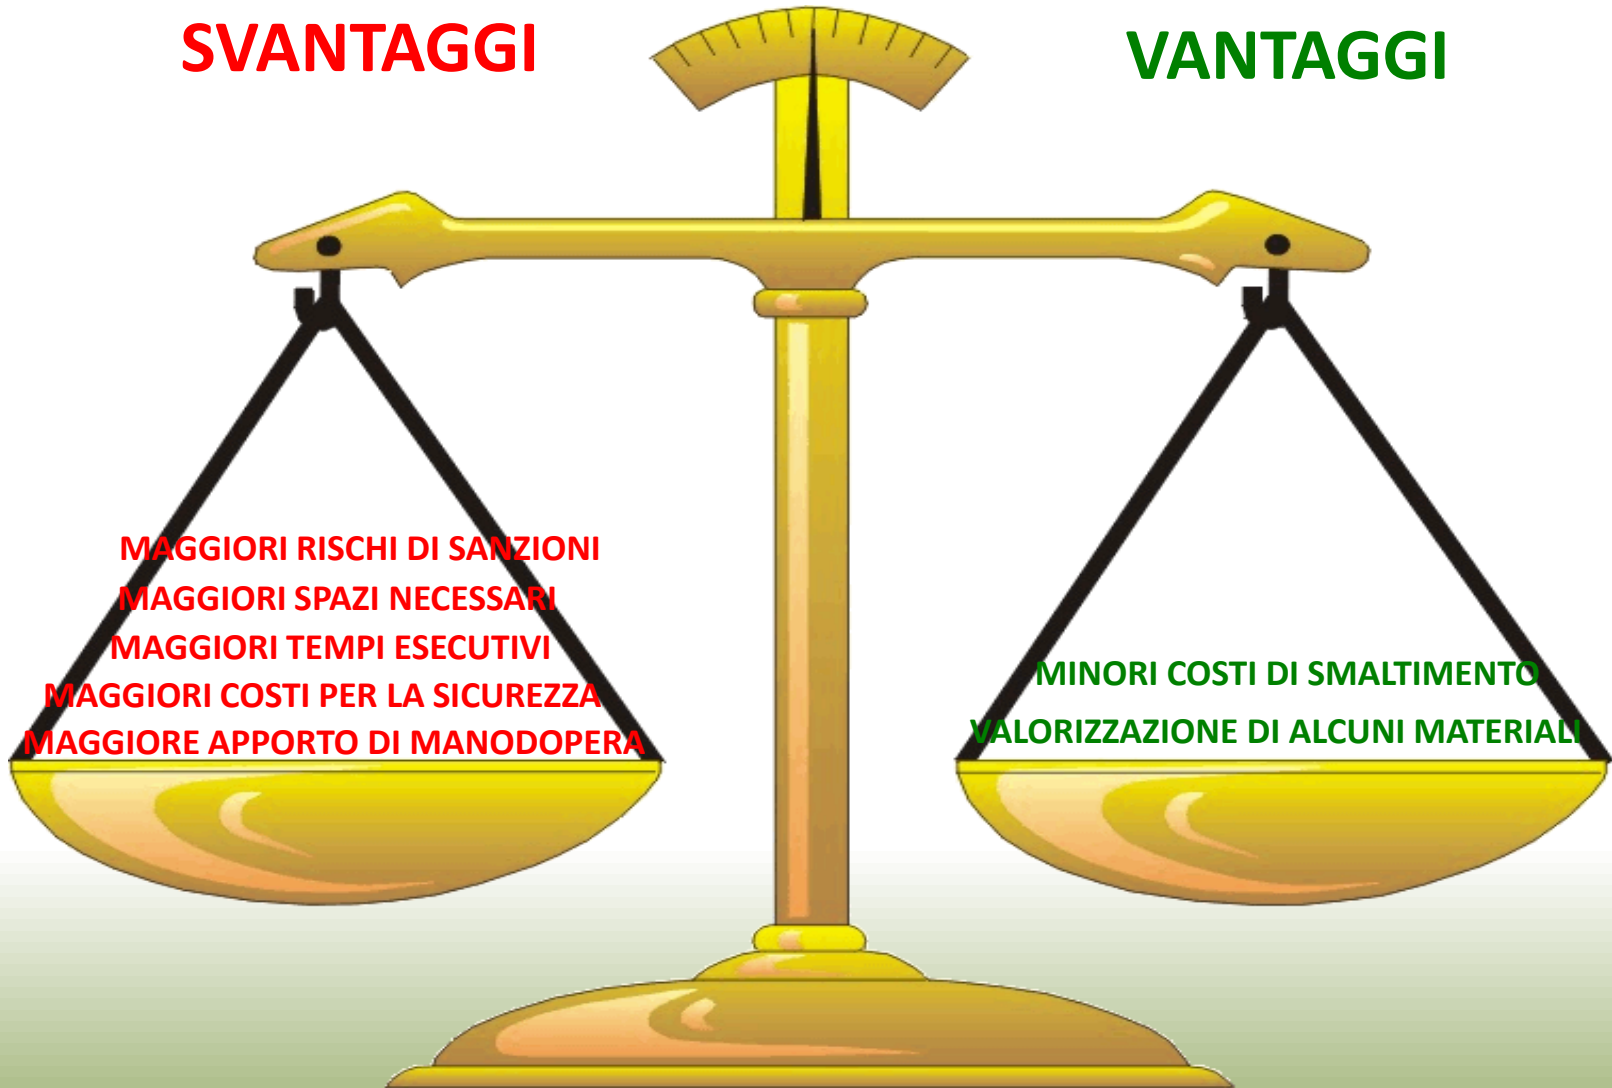 SVANTAGGI
VANTAGGI
MAGGIORI RISCHI DI SANZIONI
MAGGIORI SPAZI NECESSARI
MAGGIORI TEMPI ESECUTIVI
MAGGIORI COSTI PER LA SICUREZZA
MAGGIORE APPORTO DI MANODOPERA
MINORI COSTI DI SMALTIMENTO
VALORIZZAZIONE DI ALCUNI MATERIALI